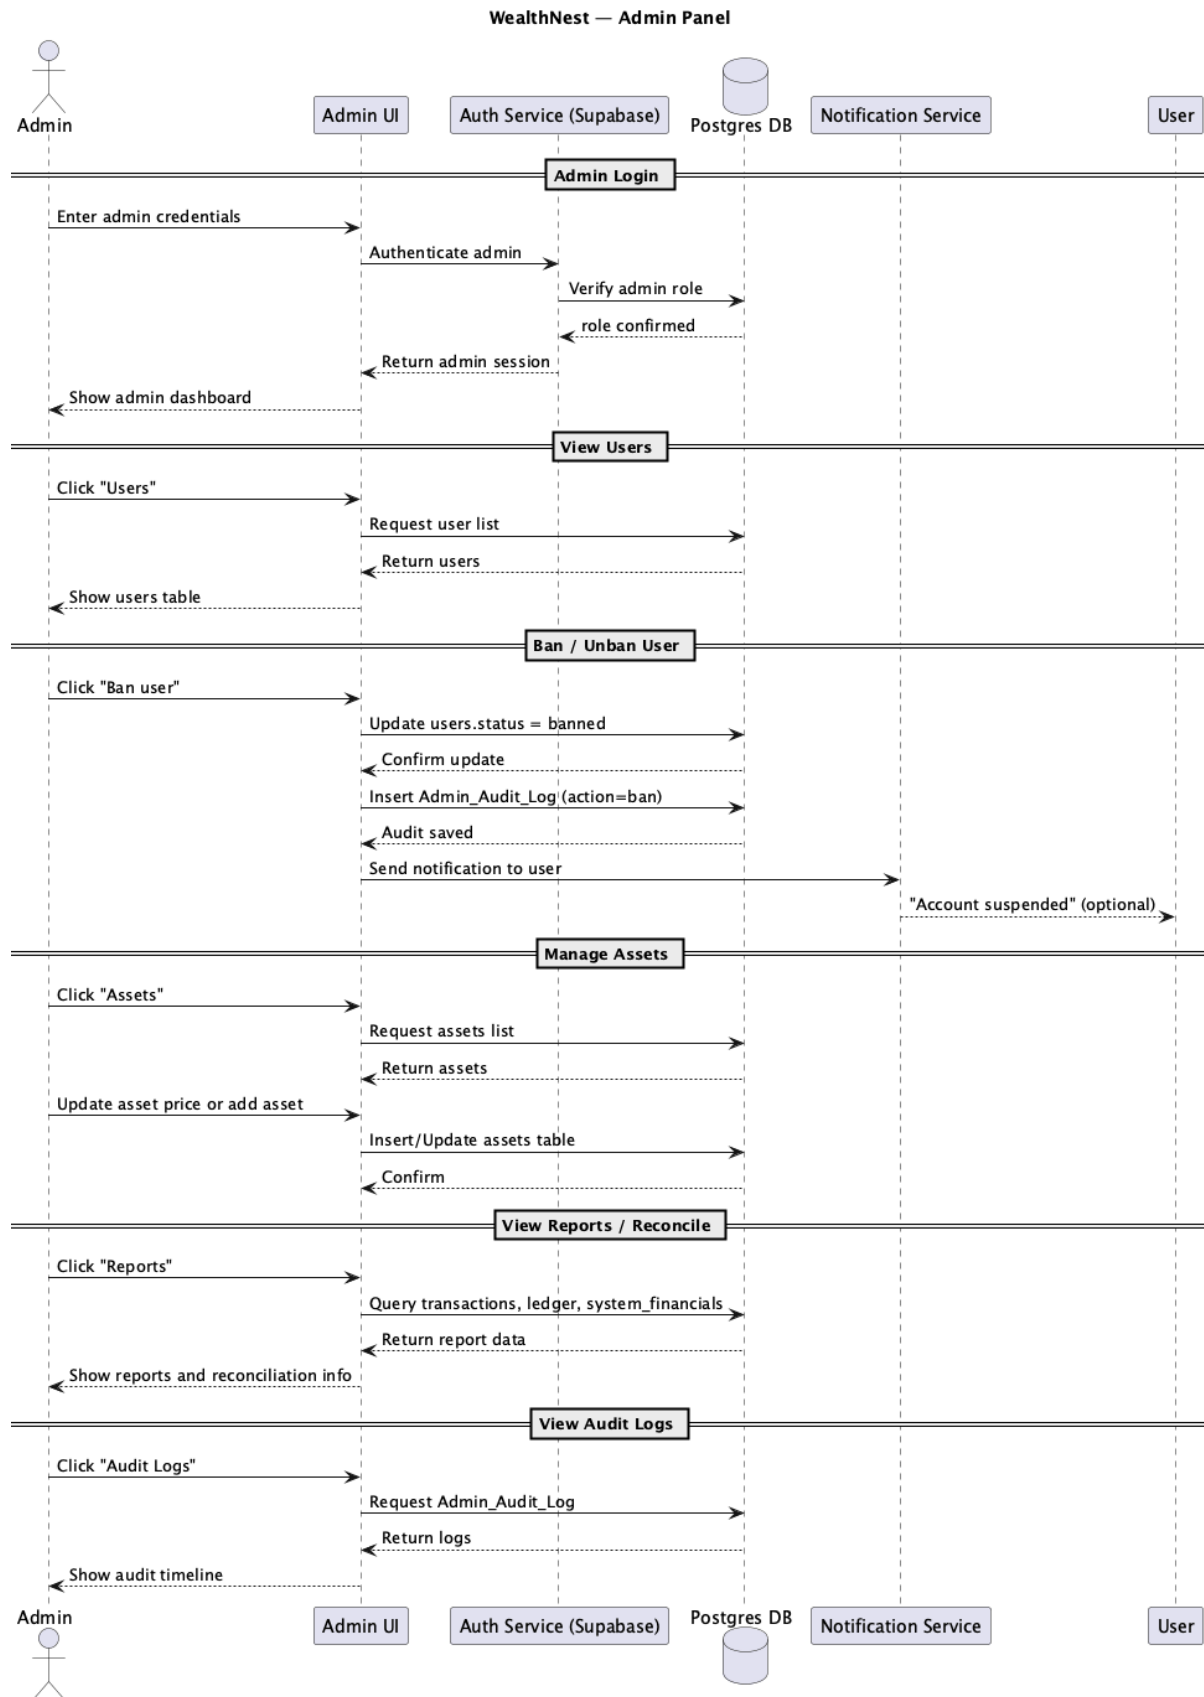 WealthNest — Admin Panel
Admin
Admin UI
Auth Service (Supabase)
Postgres DB
Notification Service
User
Admin Login
Enter admin credentials
Authenticate admin
Verify admin role
role confirmed
Return admin session
Show admin dashboard
View Users
Click "Users"
Request user list
Return users
Show users table
Ban / Unban User
Click "Ban user"
Update users.status = banned
Confirm update
Insert Admin_Audit_Log (action=ban)
Audit saved
Send notification to user
"Account suspended" (optional)
Manage Assets
Click "Assets"
Request assets list
Return assets
Update asset price or add asset
Insert/Update assets table
Confirm
View Reports / Reconcile
Click "Reports"
Query transactions, ledger, system_financials
Return report data
Show reports and reconciliation info
View Audit Logs
Click "Audit Logs"
Request Admin_Audit_Log
Return logs
Show audit timeline
Admin
Admin UI
Auth Service (Supabase)
Postgres DB
Notification Service
User